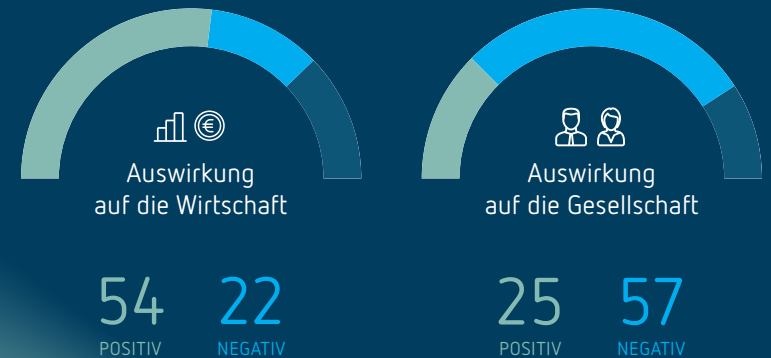 €
Auswirkung
auf die Wirtschaft
54 22
POSITIV NEGATIV
Auswirkung
auf die Gesellschaft
25 57
POSITIV NEGATIV